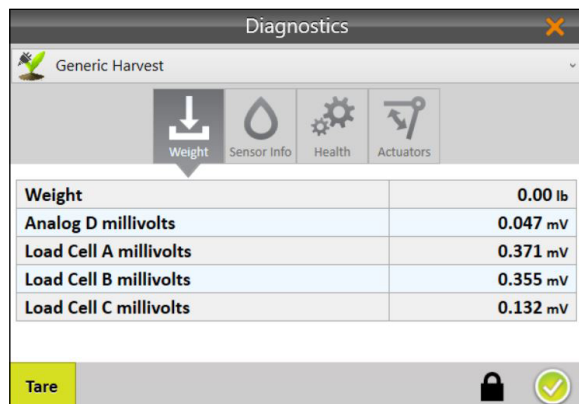 Diagnostics
Generic Harvest
Weight Sensor Info Health Actuators
Weight 0.00 lb
Analog D millivolts 0.047 mV
Load Cell A millivolts 0.371 mV
Load Cell B millivolts 0.355 mV
Load Cell C millivolts 0.132 mV
Tare